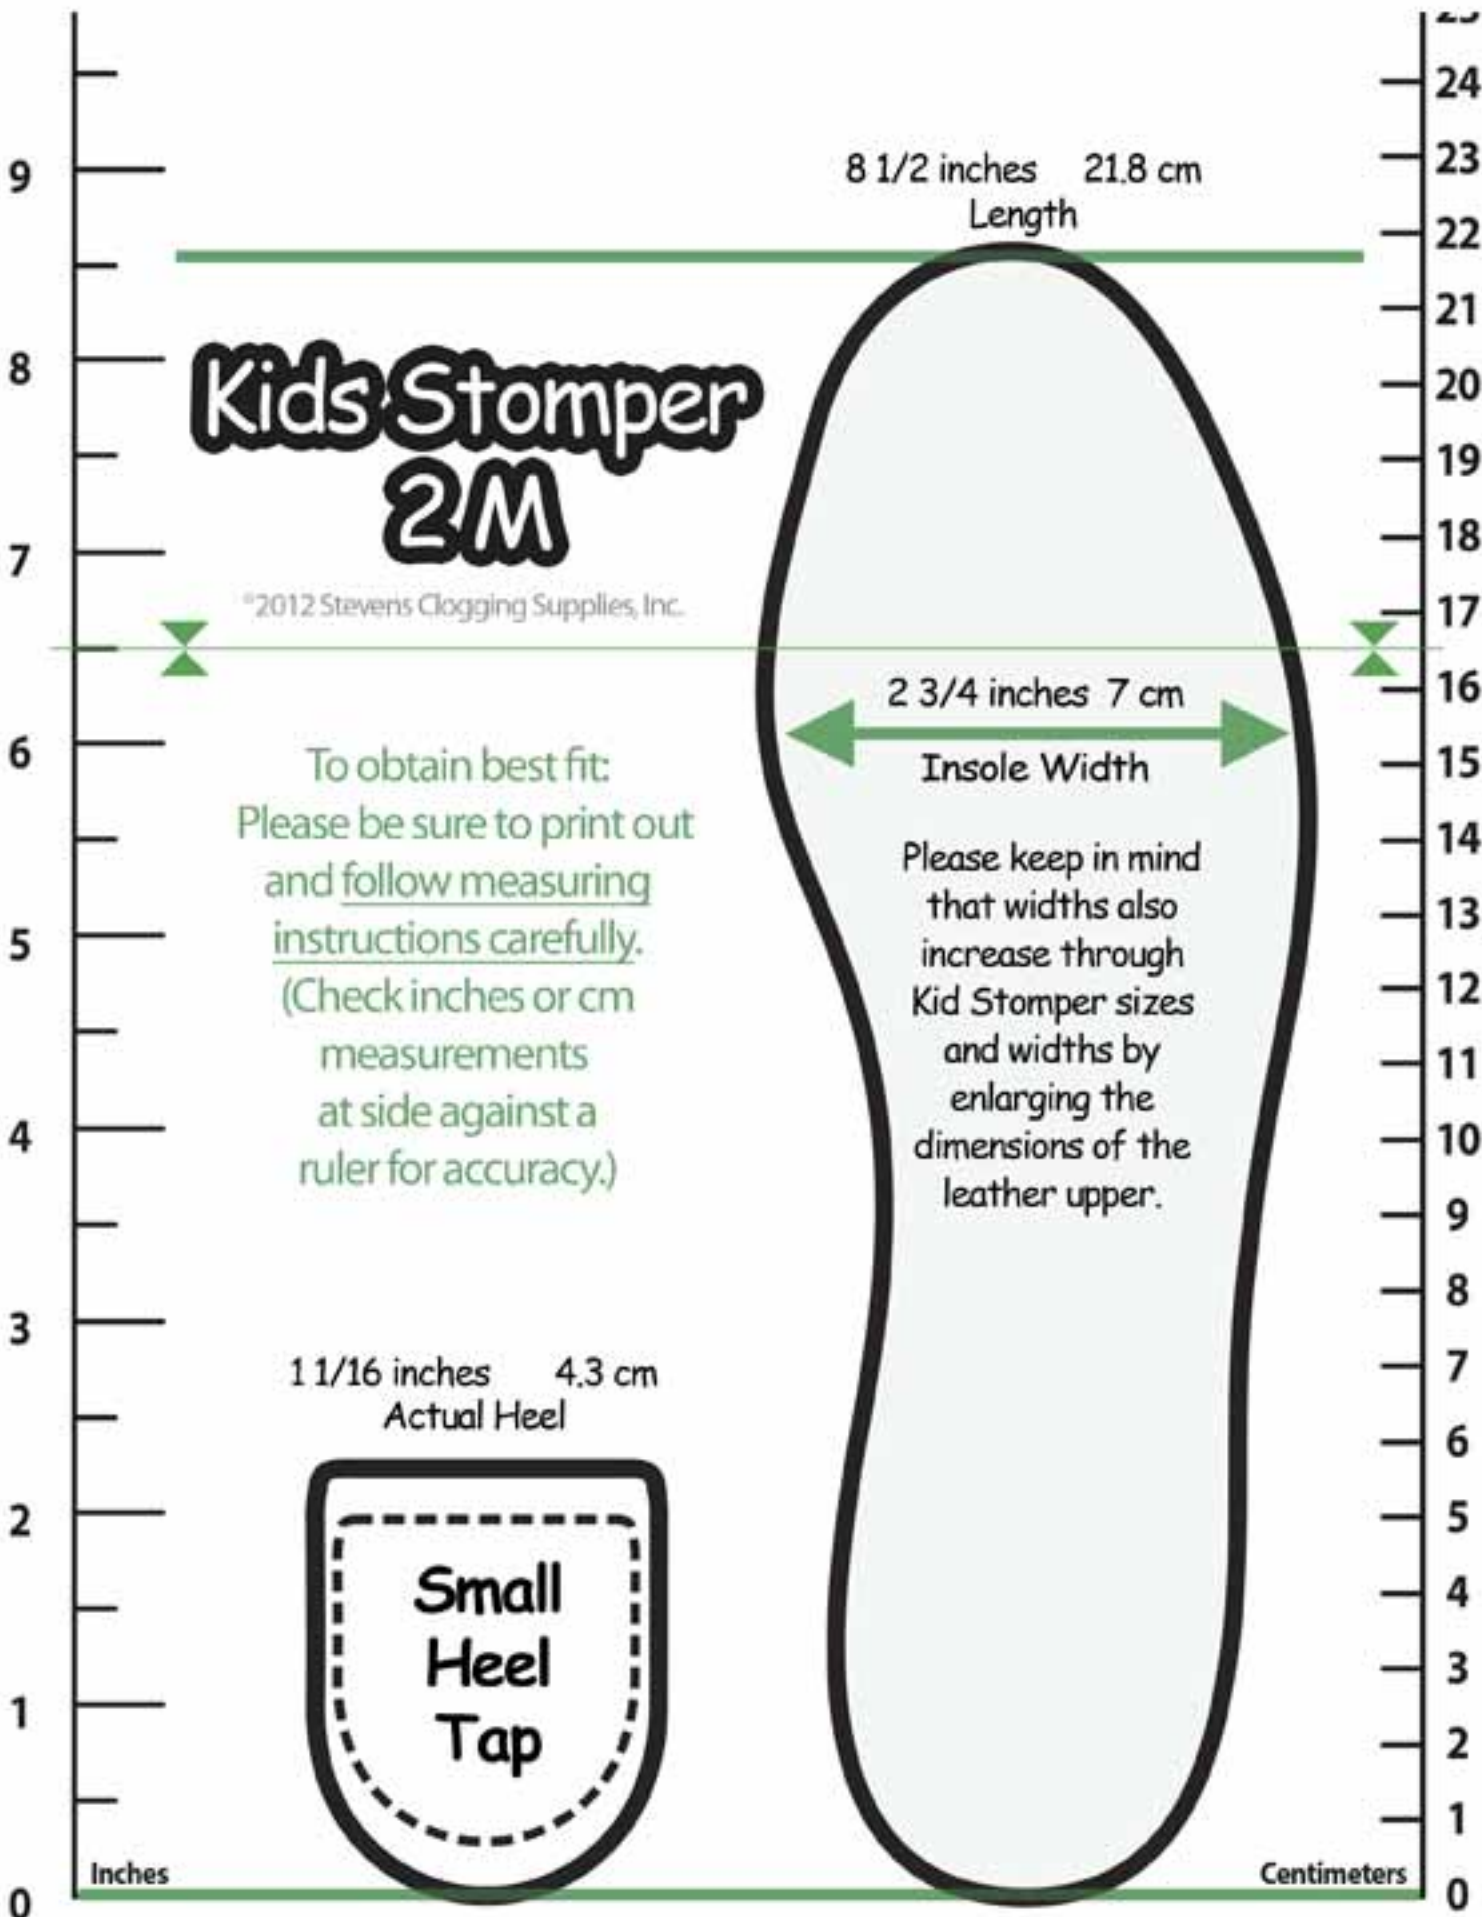 8 1/2 inches 21.8 cm
Length
Kids Stomper
2M
©2012 Stevens Clogging Supplies, Inc.
To obtain best fit:
Please be sure to print out
and follow measuring
instructions carefully.
(Check inches or cm
measurements
at side against a
ruler for accuracy.)
2 3/4 inches 7 cm
Insole Width
Please keep in mind
that widths also
increase through
Kid Stomper sizes
and widths by
enlarging the
dimensions of the
leather upper.
1 1/16 inches 4.3 cm
Actual Heel
Small
Heel
Tap
9
8
7
6
5
4
3
2
1
0
Inches
24
23
22
21
20
19
18
17
16
15
14
13
12
11
10
9
8
7
6
5
4
3
2
1
0
Centimeters